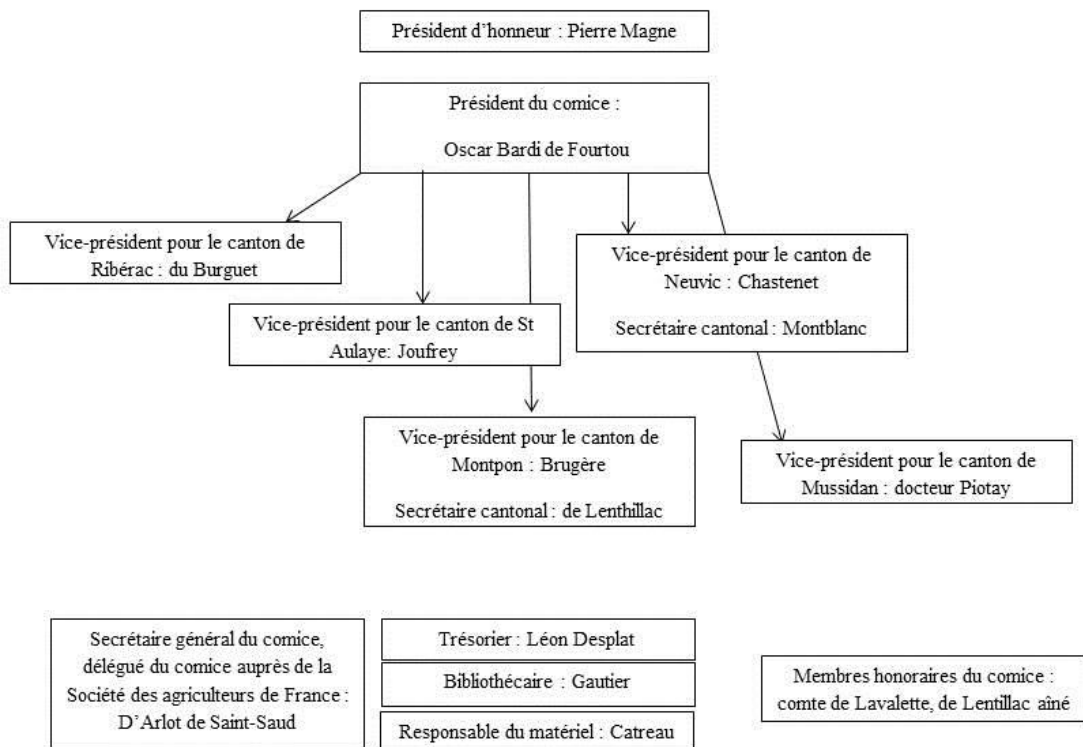 Président d’honneur : Pierre Magne
Président du comice :
Oscar Bardi de Fourtou
Vice-président pour le canton de
Ribérac : du Burguet
Vice-président pour le canton de
Neuvic : Chastenet
Secrétaire cantonal : Montblanc
Vice-président pour le canton de St
Aulaye: Joufrey
Vice-président pour le canton de
Montpon : Brugère
Secrétaire cantonal : de Lenthillac
Vice-président pour le canton de
Mussidan : docteur Piotay
Secrétaire général du comice,
délégué du comice auprès de la
Société des agriculteurs de France :
D’Arlot de Saint-Saud
Trésorier : Léon Desplat
Bibliothécaire : Gautier
Responsable du matériel : Catreau
Membres honoraires du comice :
comte de Lavalette, de Lentillac aîné